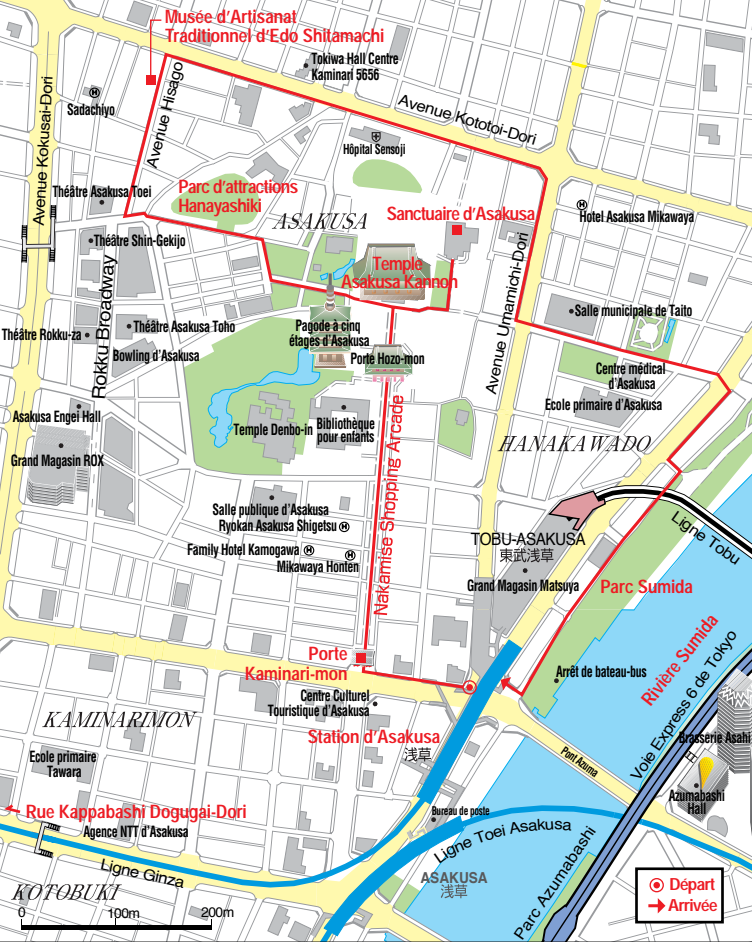 Musée d'Artisanat
Traditionnel d'Edo Shitamachi
Tokiwa Hall Centre
Kaminari 5656
Avenue Kokusai-Dori
Sadachiyo
Avenue Hisago
Avenue Kototoi-Dori
Hôpital Sensoji
Théâtre Asakusa Toei
Parc d'attractions
Hanayashiki
ASAKUSA
Sanctuaire d'Asakusa
Hotel Asakusa Mikawaya
Théâtre Shin-Gekijo
Temple
Asakusa Kannon
Avenue Umamichi-Dori
Rokku Broadway
Salle municipale de Taito
Théâtre Rokku-za
Théâtre Asakusa Toho
Bowling d'Asakusa
Pagode à cinq
étages d'Asakusa
Porte Hozo-mon
Centre médical
d'Asakusa
Ecole primaire d'Asakusa
Asakusa Engei Hall
Grand Magasin ROX
Temple Denbo-in
Bibliothèque
pour enfants
Nakamise Shopping Arcade
HANAKAWADO
Salle publique d'Asakusa
Ryokan Asakusa Shigetsu
Family Hotel Kamogawa
Mikawaya Honten
TOBU-ASAKUSA
東武浅草
Ligne Tobu
Grand Magasin Matsuya
Parc Sumida
Rivière Sumida
Porte
Kaminari-mon
Arrêt de bateau-bus
Centre Culturel
Touristique d'Asakusa
KAMINARIMON
Station d'Asakusa
浅草
Pont Azuma
Voie Express 6 de Tokyo
Brasserie Asahi
Ecole primaire
Tawara
Azumabashi
Hall
Rue Kappabashi Dogugai-Dori
Agence NTT d'Asakusa
Bureau de poste
Ligne Toei Asakusa
Ligne Ginza
ASAKUSA
浅草
Parc Azumabashi
KOTOBUKI
0 100m 200m
Départ
Arrivée